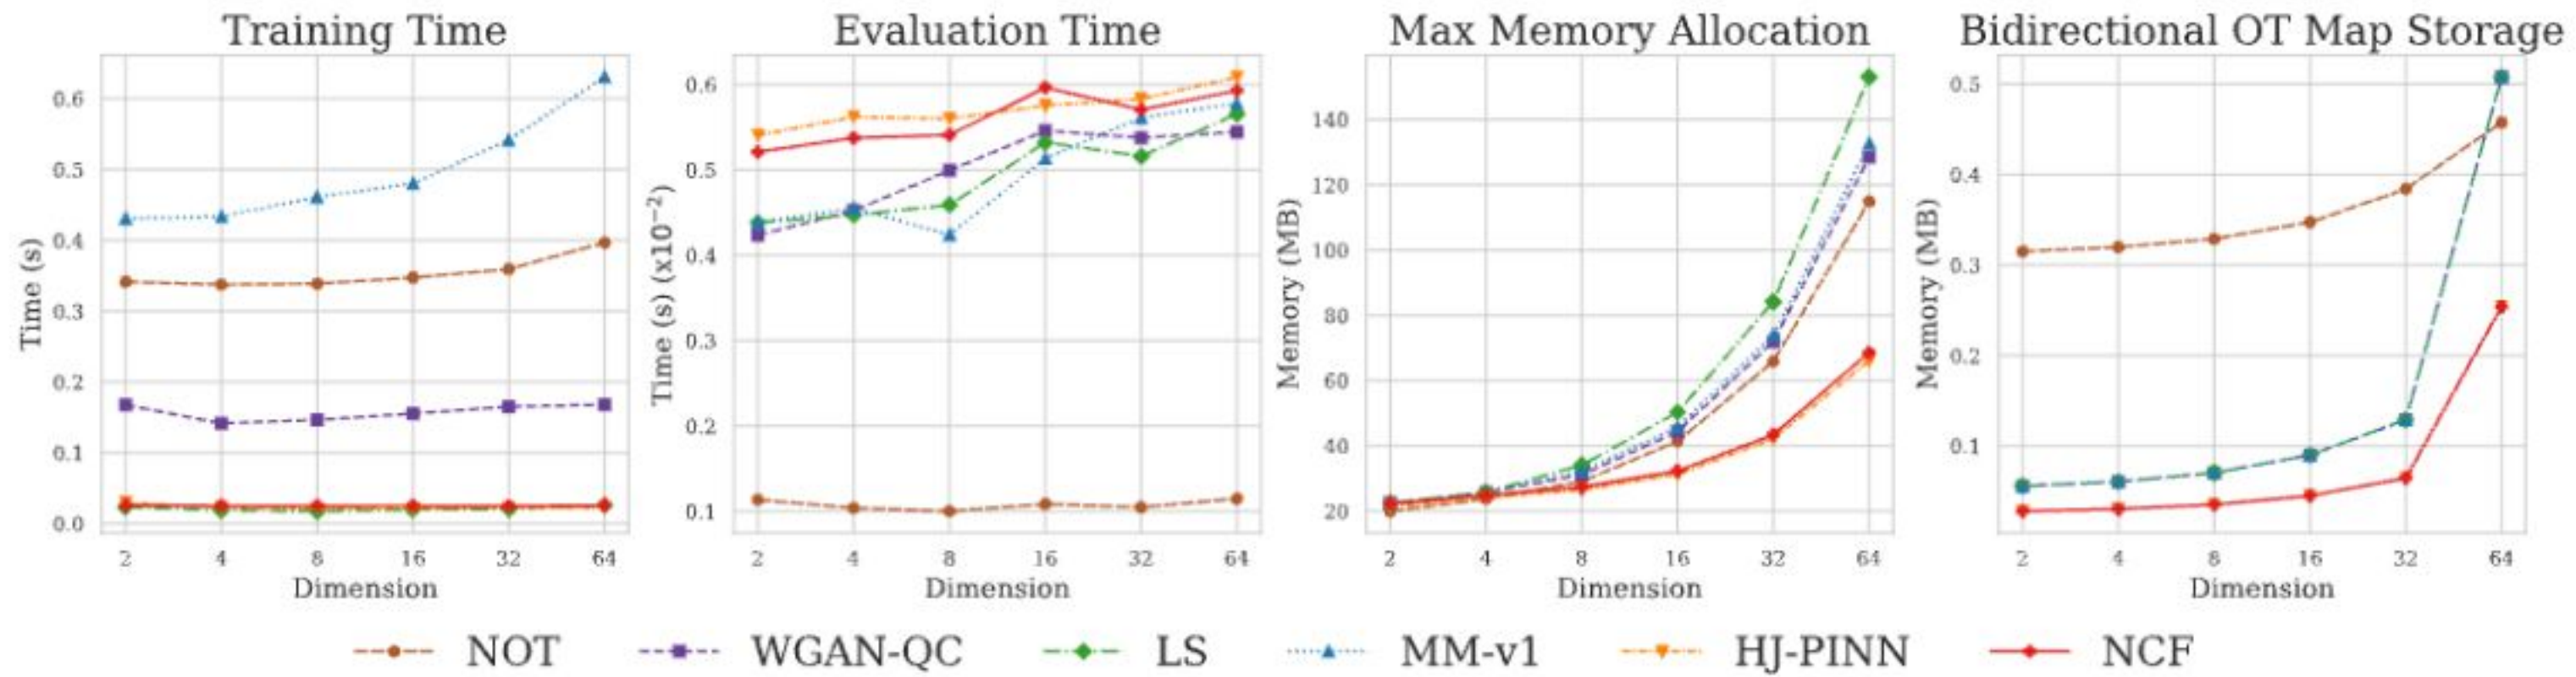 Training Time
Evaluation Time
Max Memory Allocation
Bidirectional OT Map Storage
Time (s)
0.6
0.5
0.4
0.3
0.2
0.1
0.0
2 4 8 16 32 64
Dimension
Time (s) (x10⁻²)
0.6
0.5
0.4
0.3
0.2
0.1
2 4 8 16 32 64
Dimension
Memory (MB)
140
120
100
80
60
40
20
2 4 8 16 32 64
Dimension
Memory (MB)
0.5
0.4
0.3
0.2
0.1
2 4 8 16 32 64
Dimension
NOT WGAN-QC LS MM-v1 HJ-PINN NCF